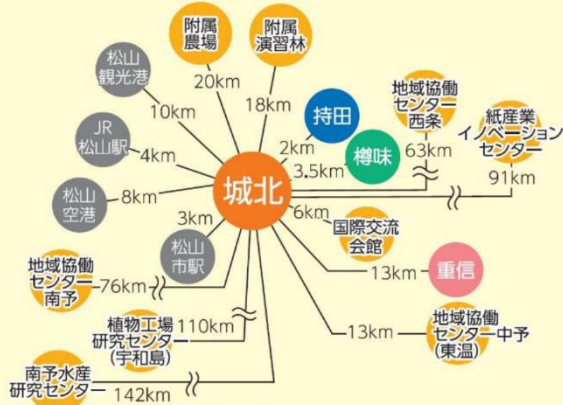 附属
農場
附属
演習林
松山
観光港
20km
18km
地域協働
センター
西条
紙産業
イノベーション
センター
10km
持田
JR
松山駅
2km
樽味
4km
3.5km
63km
91km
城北
松山
空港
8km
6km
3km
国際交流
会館
松山
市駅
地域協働
センター
南予
76km
13km
重信
植物工場
研究センター
(宇和島)
110km
13km
地域協働
センター中予
(東温)
南予水産
研究センター
142km